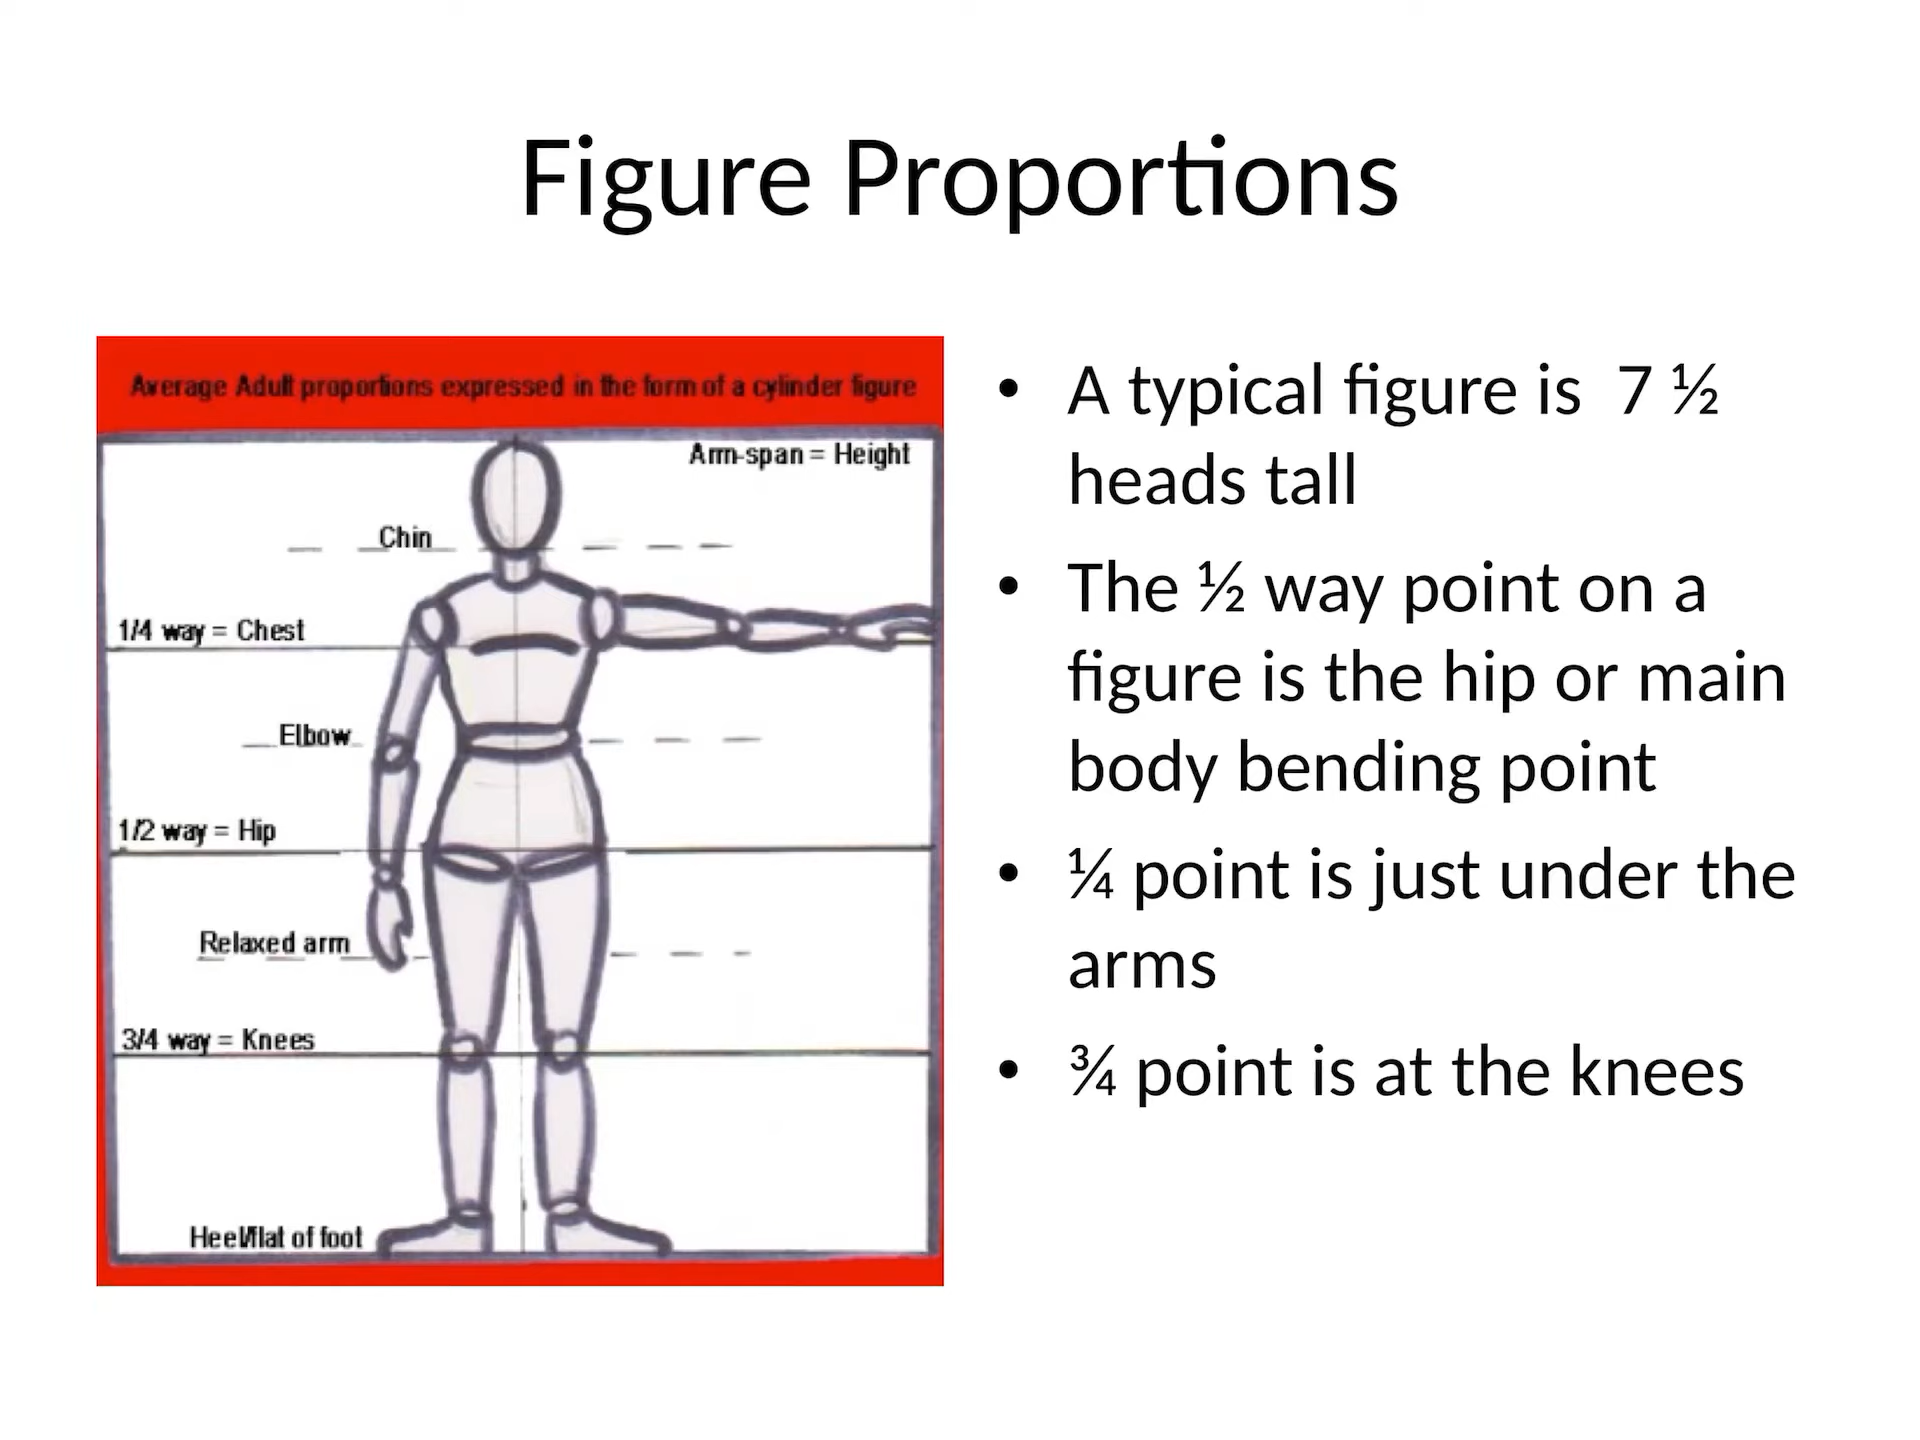 Figure Proportions
Average Adult proportions expressed in the form of a cylinder figure
Arm-span = Height
Chin
1/4 way = Chest
Elbow
1/2 way = Hip
Relaxed arm
3/4 way = Knees
Heel/flat of foot
• A typical figure is  7 ½
heads tall
• The ½ way point on a
figure is the hip or main
body bending point
• ¼ point is just under the
arms
• ¾ point is at the knees